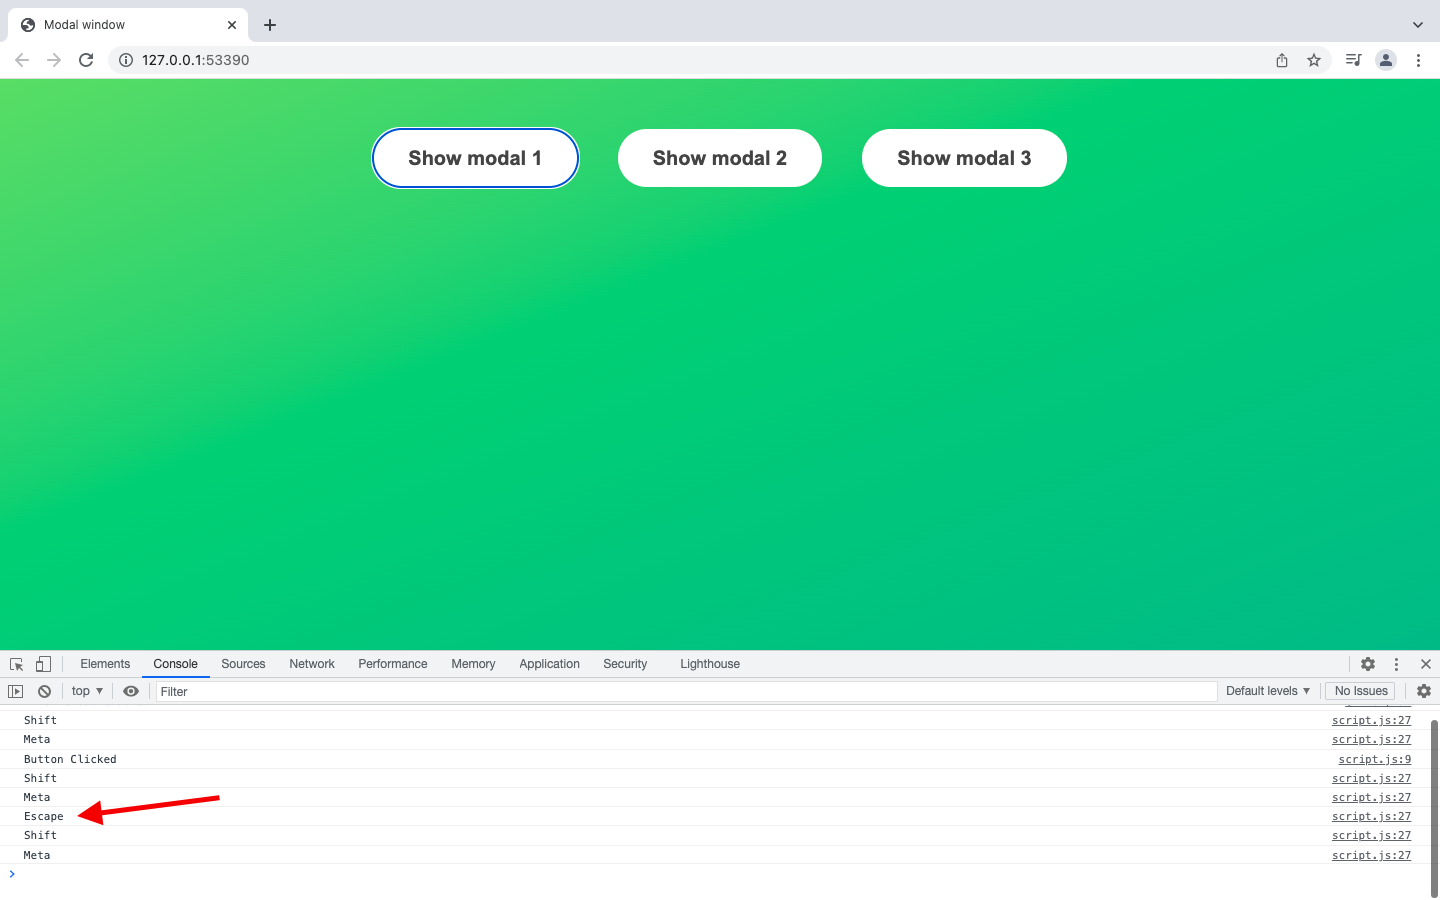 Modal window
127.0.0.1:53390
Show modal 1 Show modal 2 Show modal 3
Elements Console Sources Network Performance Memory Application Security Lighthouse
top Filter Default levels No Issues
Shift script.js:27
Meta script.js:27
Button Clicked script.js:9
Shift script.js:27
Meta script.js:27
Escape script.js:27
Shift script.js:27
Meta script.js:27